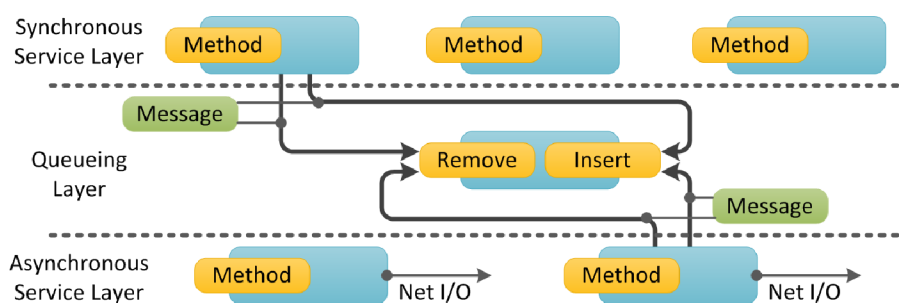 Synchronous
Service Layer
Method
Method
Method
Message
Queueing
Layer
Remove
Insert
Message
Asynchronous
Service Layer
Method
Net I/O
Method
Net I/O